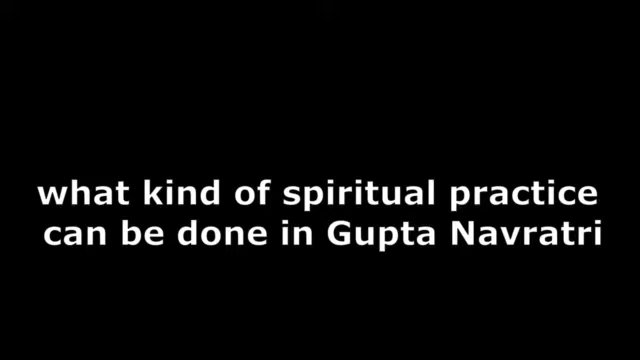 what kind of spiritual practice
can be done in Gupta Navratri